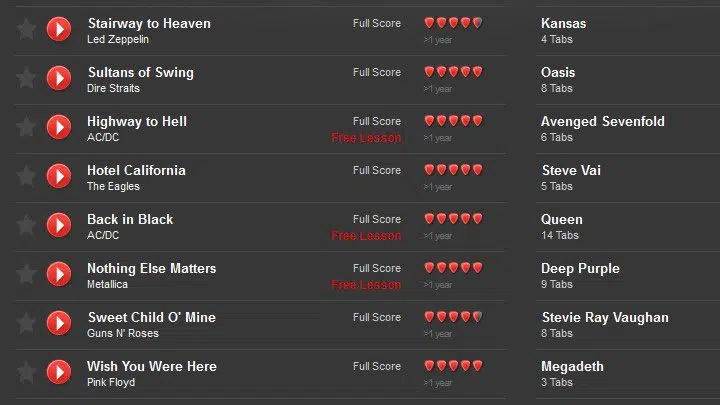 Stairway to Heaven
Led Zeppelin
Full Score
>1 year
Sultans of Swing
Dire Straits
Full Score
>1 year
Highway to Hell
AC/DC
Full Score
Free Lesson
>1 year
Hotel California
The Eagles
Full Score
>1 year
Back in Black
AC/DC
Full Score
Free Lesson
>1 year
Nothing Else Matters
Metallica
Full Score
Free Lesson
>1 year
Sweet Child O' Mine
Guns N' Roses
Full Score
>1 year
Wish You Were Here
Pink Floyd
Full Score
>1 year
Kansas
4 Tabs
Oasis
8 Tabs
Avenged Sevenfold
6 Tabs
Steve Vai
5 Tabs
Queen
14 Tabs
Deep Purple
9 Tabs
Stevie Ray Vaughan
8 Tabs
Megadeth
3 Tabs